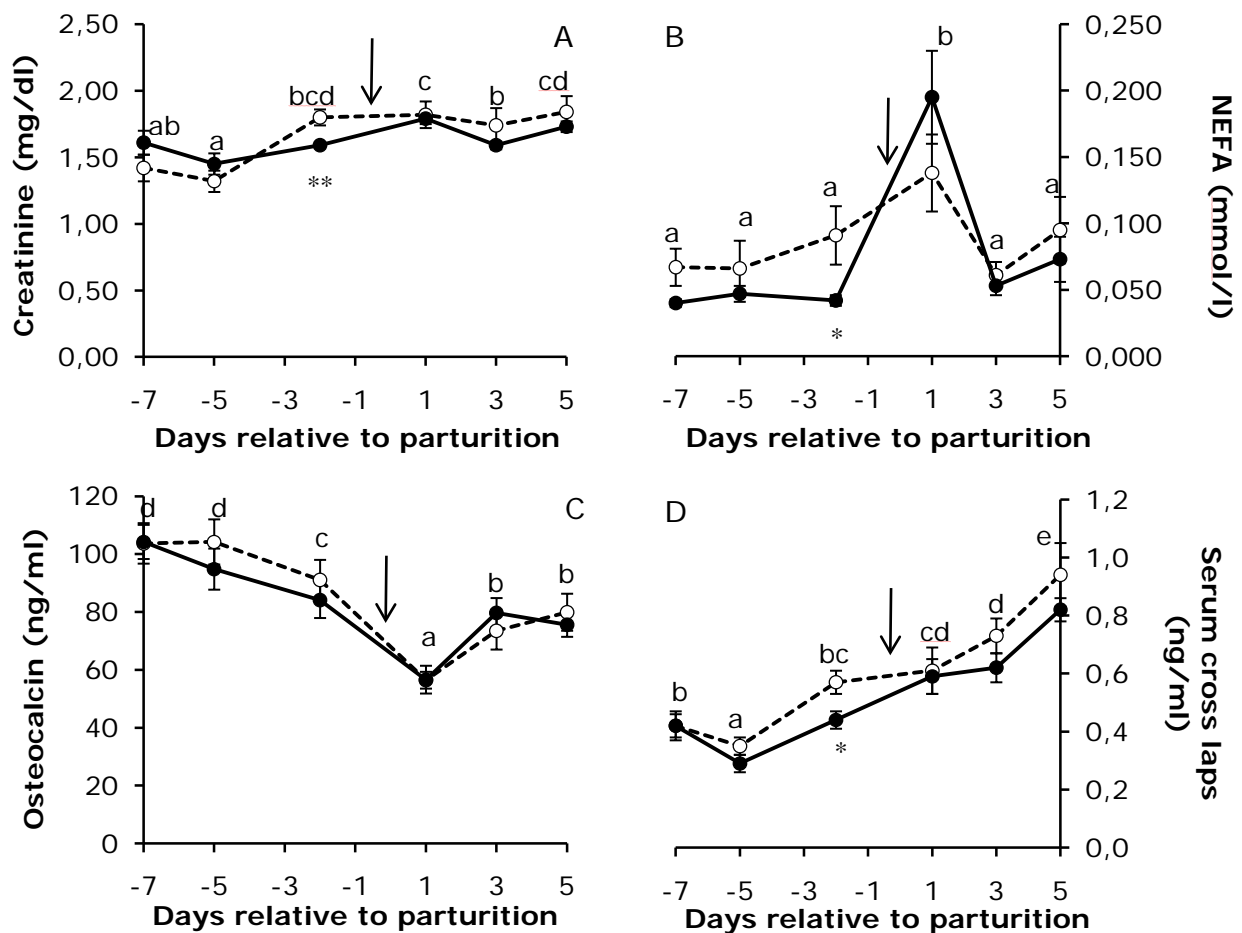 A
2,50
2,00
1,50
1,00
0,50
0,00
Creatinine (mg/dl)
ab
a
bcd
c
b
cd
**
-7 -5 -3 -1 1 3 5
Days relative to parturition
B
0,250
0,200
0,150
0,100
0,050
0,000
NEFA (mmol/l)
a
a
a
b
a
a
*
-7 -5 -3 -1 1 3 5
Days relative to parturition
C
120
100
80
60
40
20
0
Osteocalcin (ng/ml)
d
d
c
a
b
b
-7 -5 -3 -1 1 3 5
Days relative to parturition
D
1,2
1,0
0,8
0,6
0,4
0,2
0,0
Serum cross laps
(ng/ml)
b
a
bc
cd
d
e
*
-7 -5 -3 -1 1 3 5
Days relative to parturition